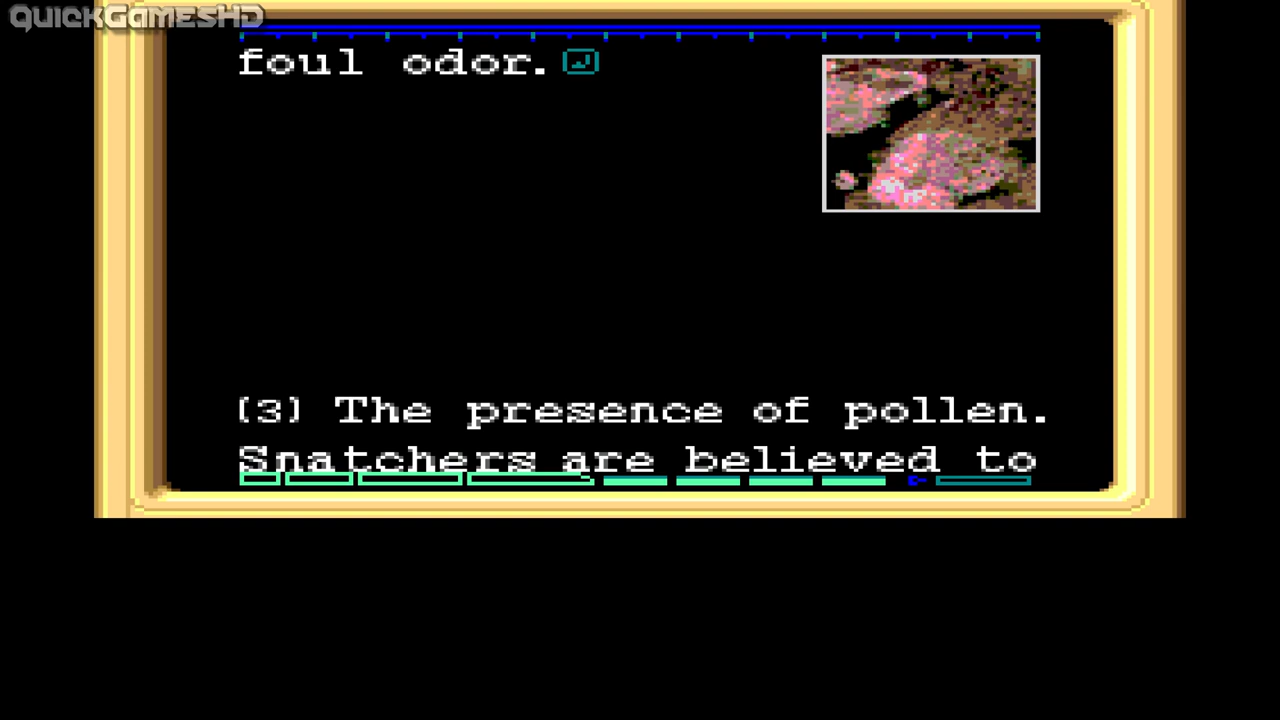 QuickGamesHD
foul odor.
(3) The presence of pollen.
Snatchers are believed to